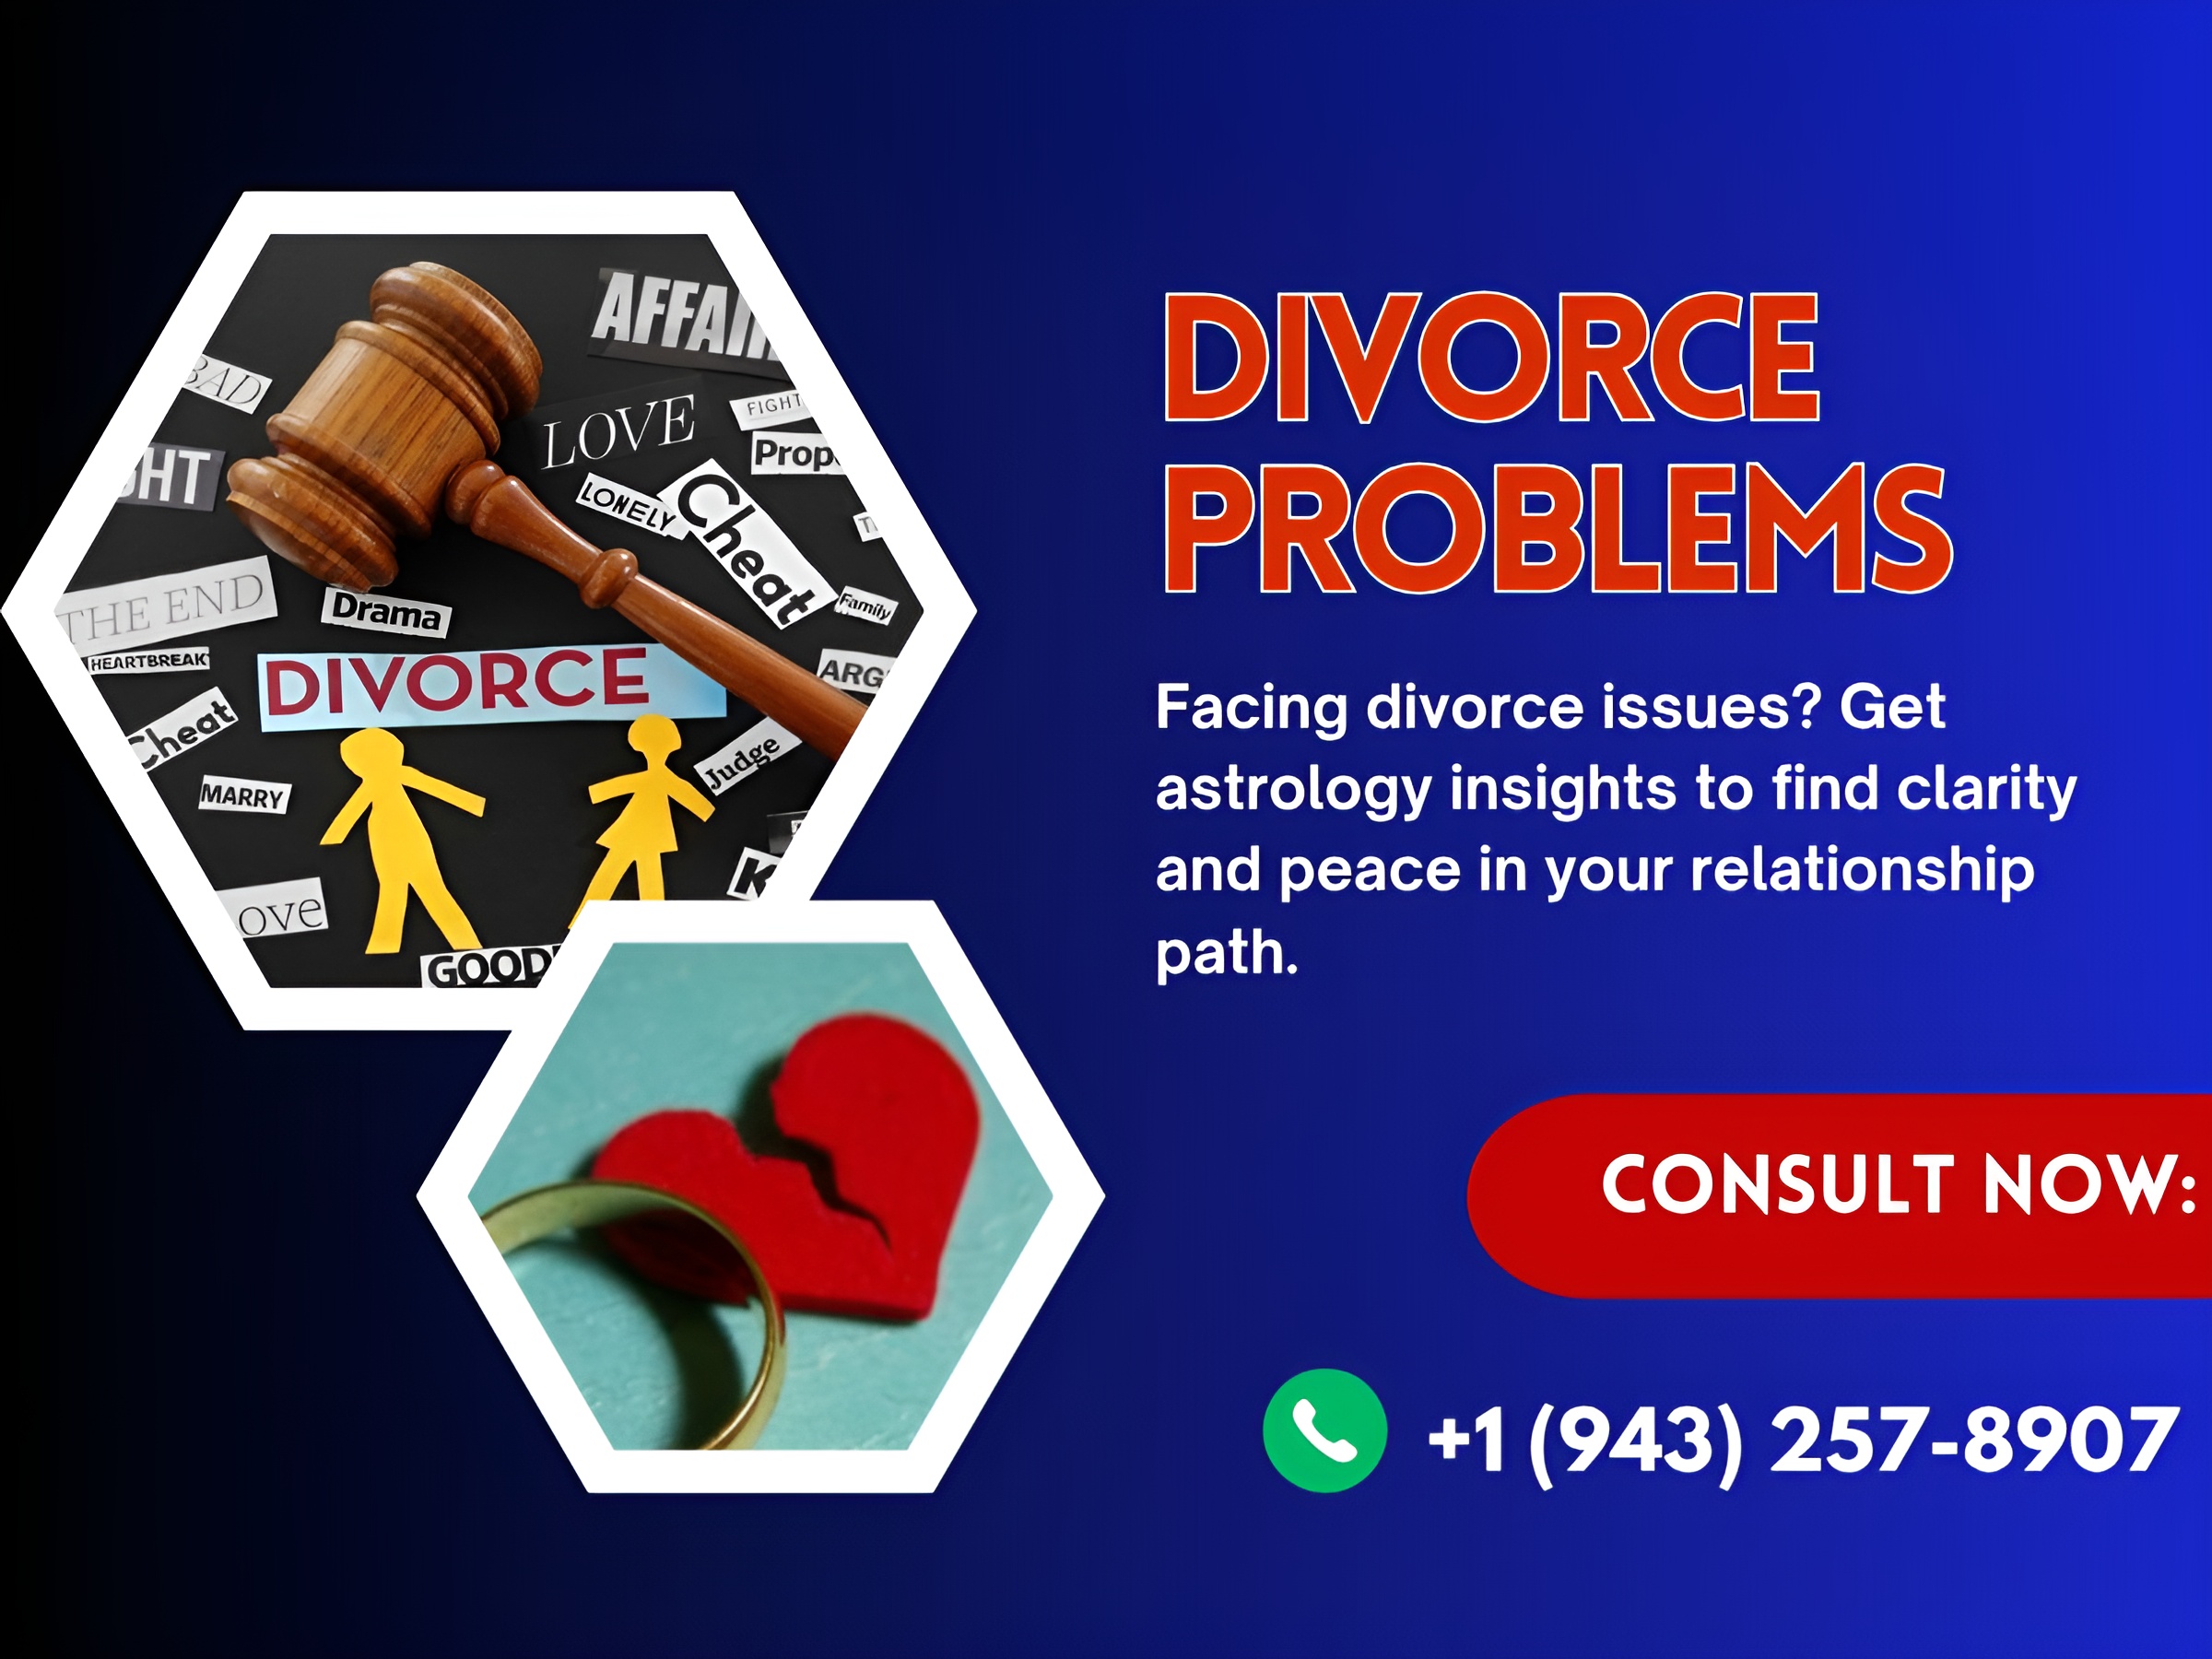 AFFAI
BAD
LOVE
FIGHT
Prop
GHT
LONELY
Cheat
THE END
Drama
Family
HEARTBREAK
DIVORCE
ARG
Cheat
Judge
MARRY
ove
GOOD
DIVORCE
PROBLEMS
Facing divorce issues? Get
astrology insights to find clarity
and peace in your relationship
path.
CONSULT NOW:
+1 (943) 257-8907